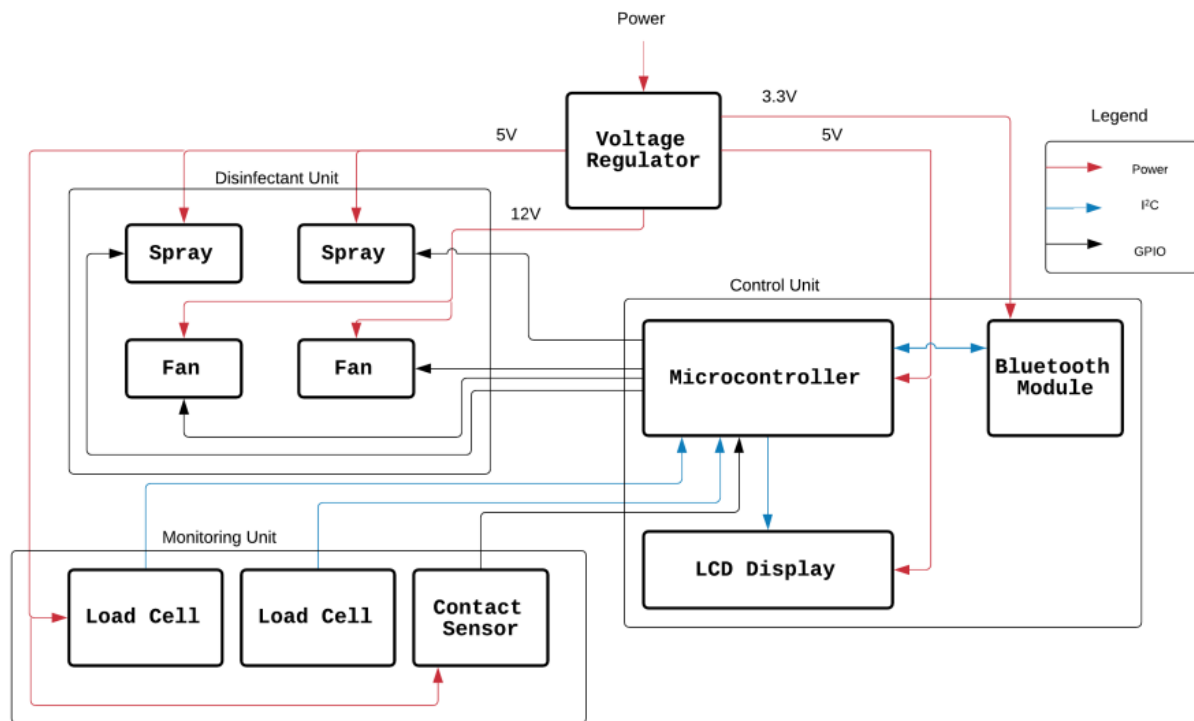 Power
3.3V
Legend
5V
Voltage
Regulator
5V
Power
Disinfectant Unit
I²C
12V
Spray
Spray
GPIO
Control Unit
Fan
Fan
Microcontroller
Bluetooth
Module
Monitoring Unit
LCD Display
Load Cell
Load Cell
Contact
Sensor